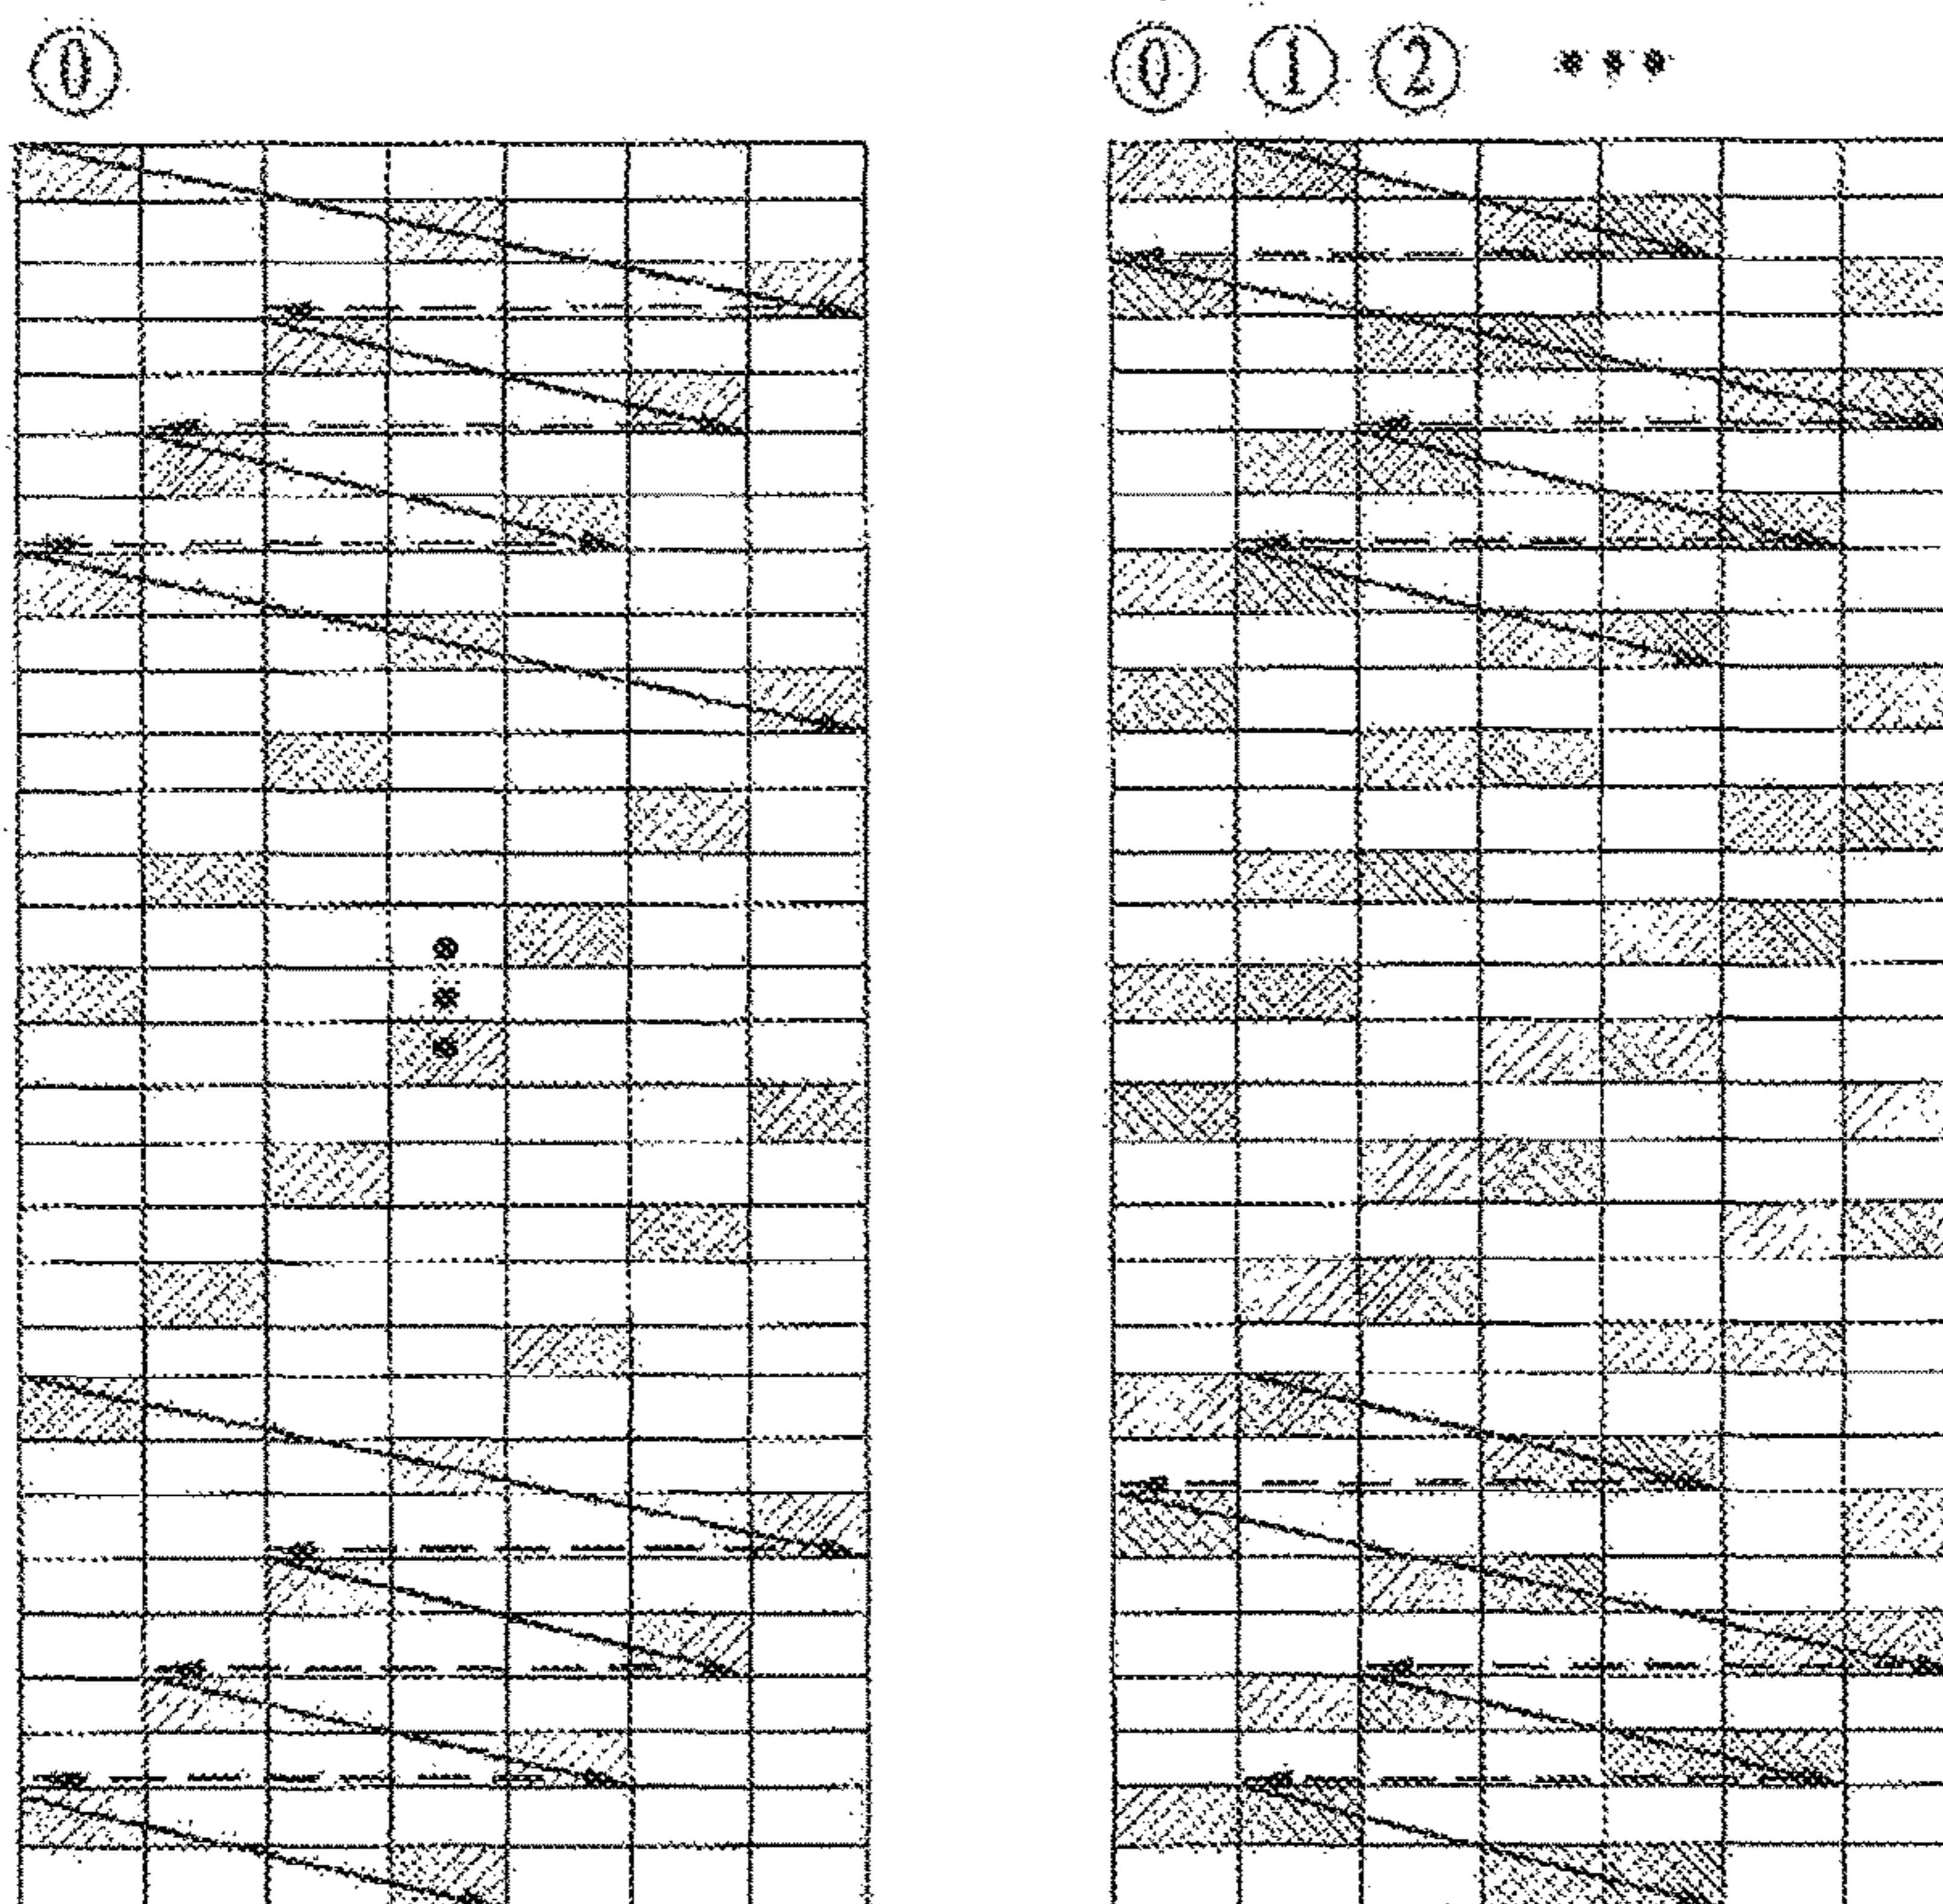 ⓪ ⓪ ① ②